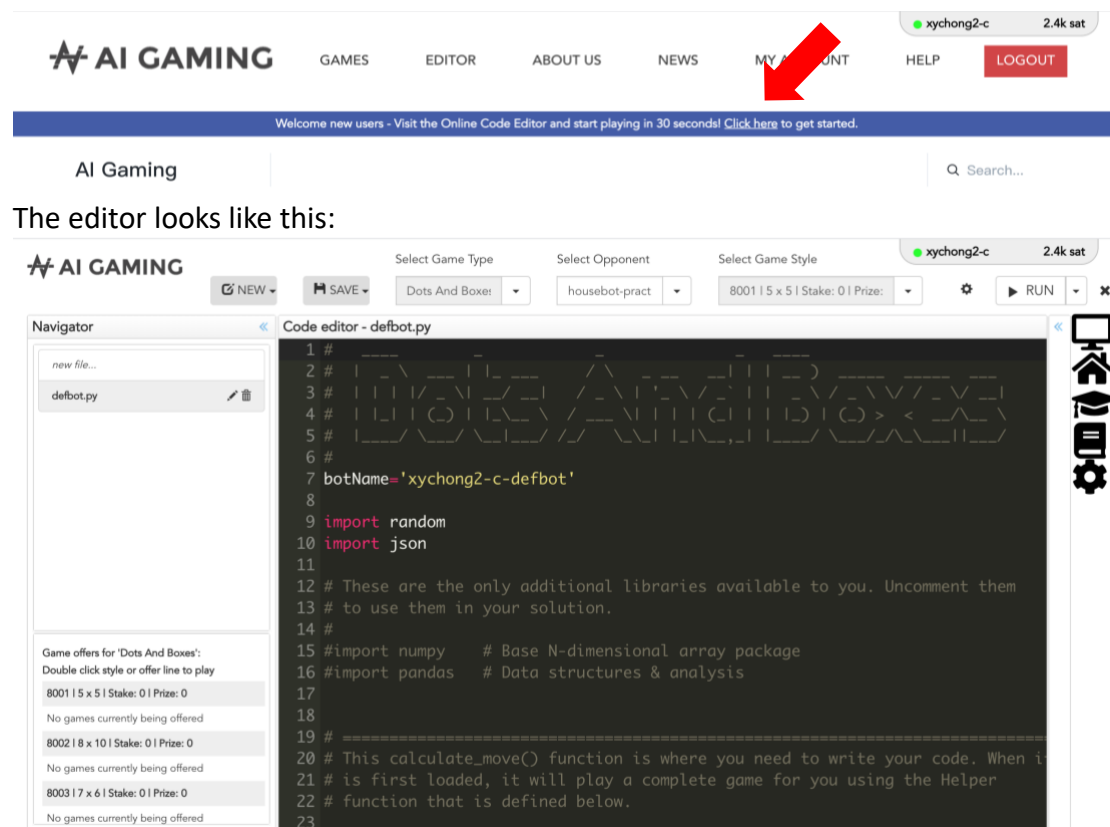 xychong2-c 2.4k sat
AI GAMING GAMES EDITOR ABOUT US NEWS HELP LOGOUT
Welcome new users - Visit the Online Code Editor and start playing in 30 seconds! Click here to get started.
AI Gaming Search...
The editor looks like this:
xychong2-c 2.4k sat
AI GAMING Select Game Type Select Opponent Select Game Style
NEW SAVE Dots And Boxes housebot-pract 8001 | 5 x 5 | Stake: 0 | Prize: RUN
Navigator Code editor - defbot.py
new file...
defbot.py
1 #
2 #
3 #
4 #
5 #
6 #
7 botName='xychong2-c-defbot'
8
9 import random
10 import json
11
12 # These are the only additional libraries available to you. Uncomment them
13 # to use them in your solution.
14 #
15 #import numpy # Base N-dimensional array package
16 #import pandas # Data structures & analysis
17
18
19 # ==========================================================================
20 # This calculate_move() function is where you need to write your code. When i
21 # is first loaded, it will play a complete game for you using the Helper
22 # function that is defined below.
23
Game offers for 'Dots And Boxes':
Double click style or offer line to play
8001 | 5 x 5 | Stake: 0 | Prize: 0
No games currently being offered
8002 | 8 x 10 | Stake: 0 | Prize: 0
No games currently being offered
8003 | 7 x 6 | Stake: 0 | Prize: 0
No games currently being offered